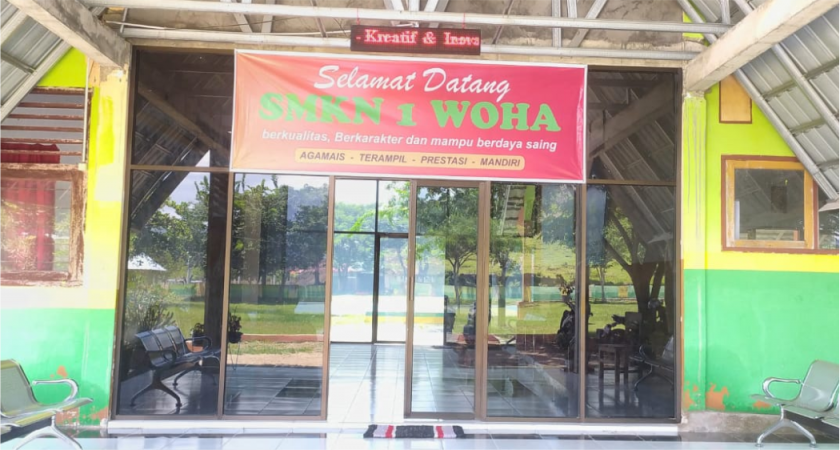 - Kreatif & Inova
Selamat Datang
SMKN 1 WOHA
berkualitas, Berkarakter dan mampu berdaya saing
AGAMAIS - TERAMPIL - PRESTASI - MANDIRI